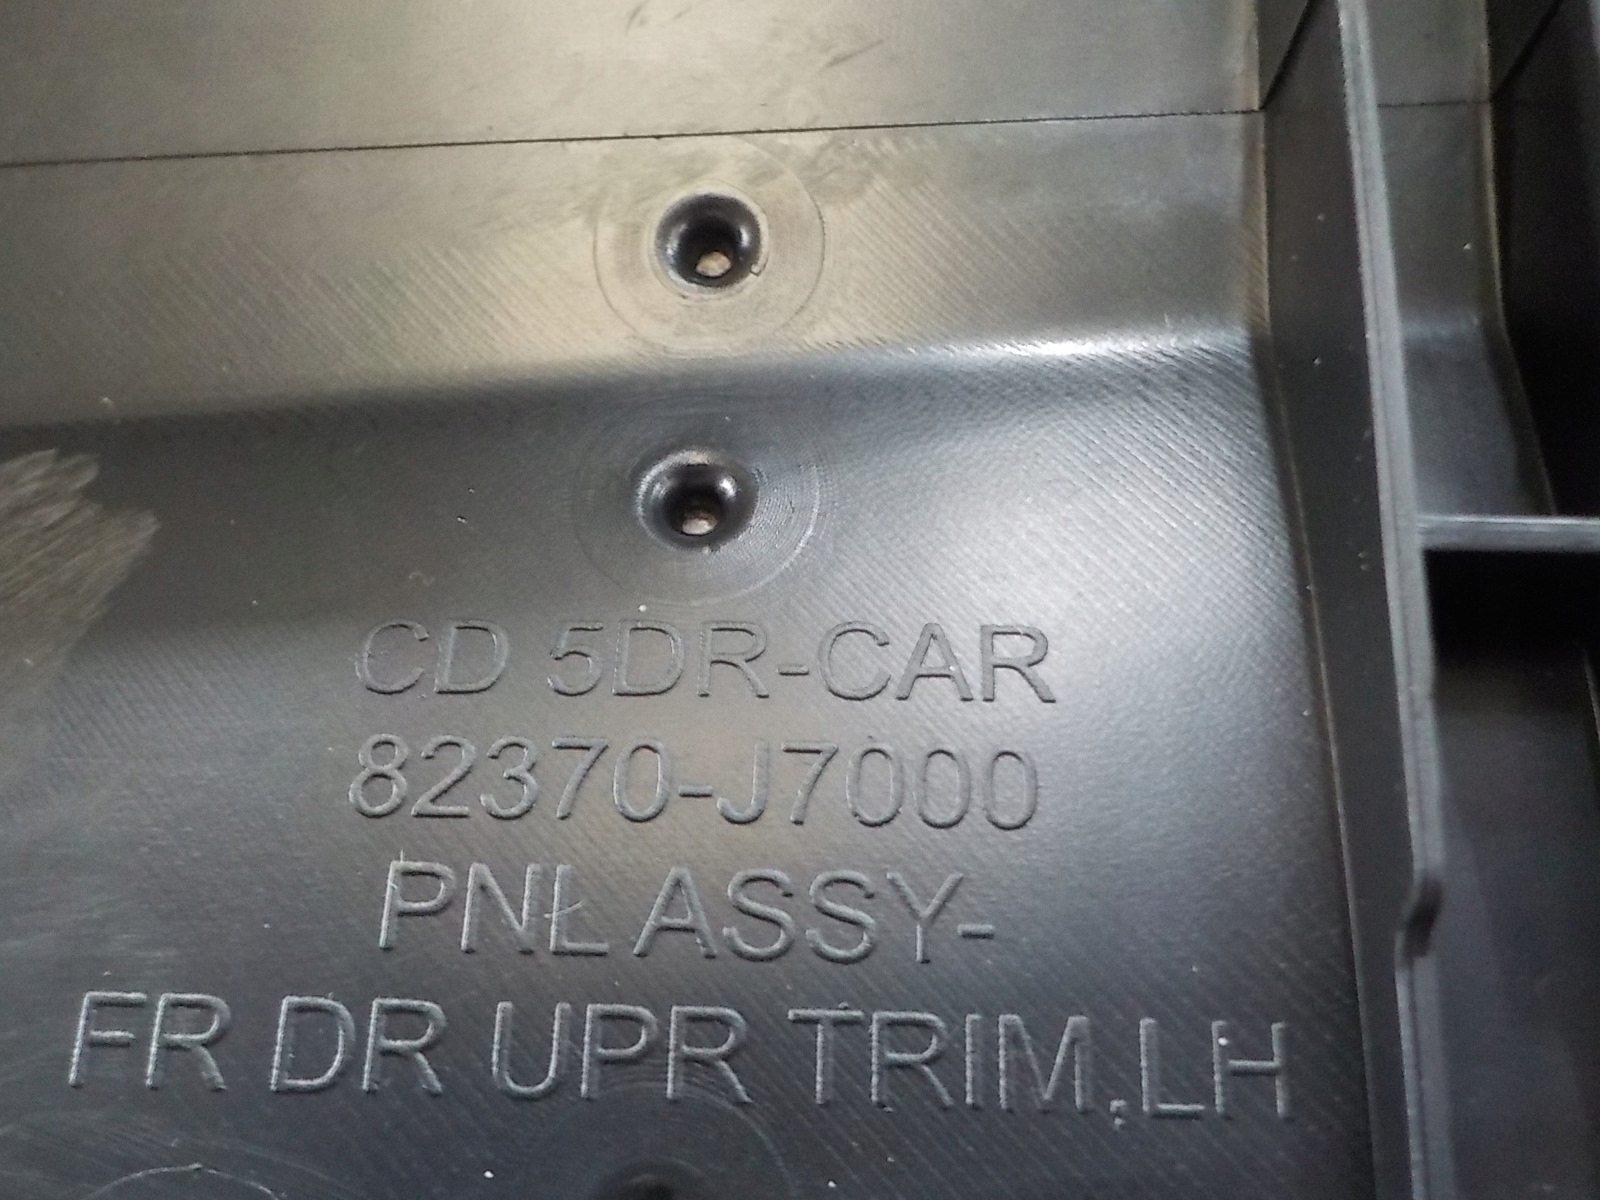 CD 5DR-CAR
82370-J7000
PNL ASSY-
FR DR UPR TRIM,LH